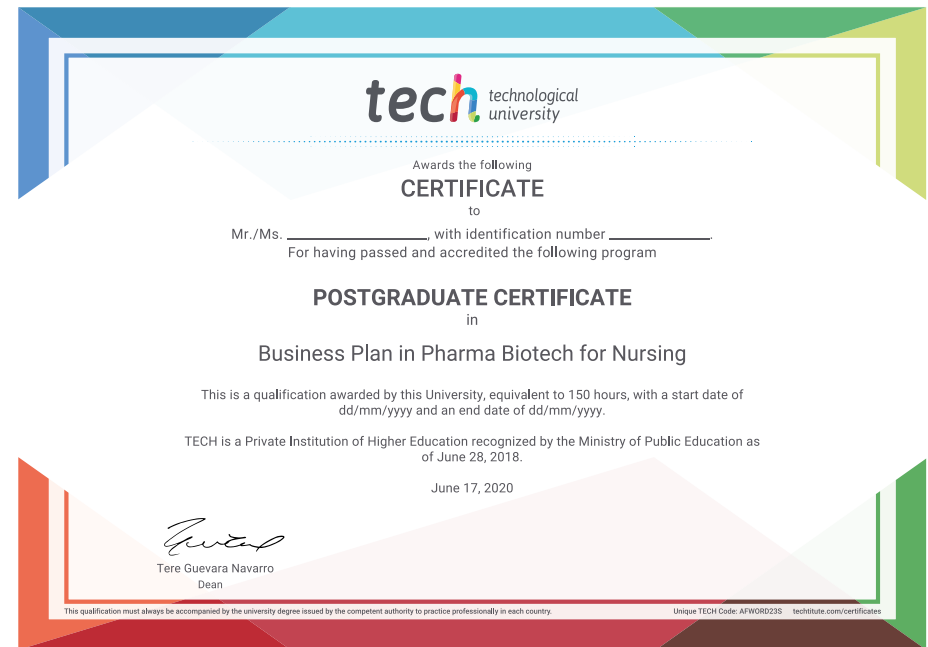 tech technological
university
Awards the following
CERTIFICATE
to
Mr./Ms. ____________________, with identification number ______________.
For having passed and accredited the following program
POSTGRADUATE CERTIFICATE
in
Business Plan in Pharma Biotech for Nursing
This is a qualification awarded by this University, equivalent to 150 hours, with a start date of
dd/mm/yyyy and an end date of dd/mm/yyyy.
TECH is a Private Institution of Higher Education recognized by the Ministry of Public Education as
of June 28, 2018.
June 17, 2020
Tere Guevara Navarro
Dean
This qualification must always be accompanied by the university degree issued by the competent authority to practice professionally in each country.
Unique TECH Code: AFWORD23S techtitute.com/certificates